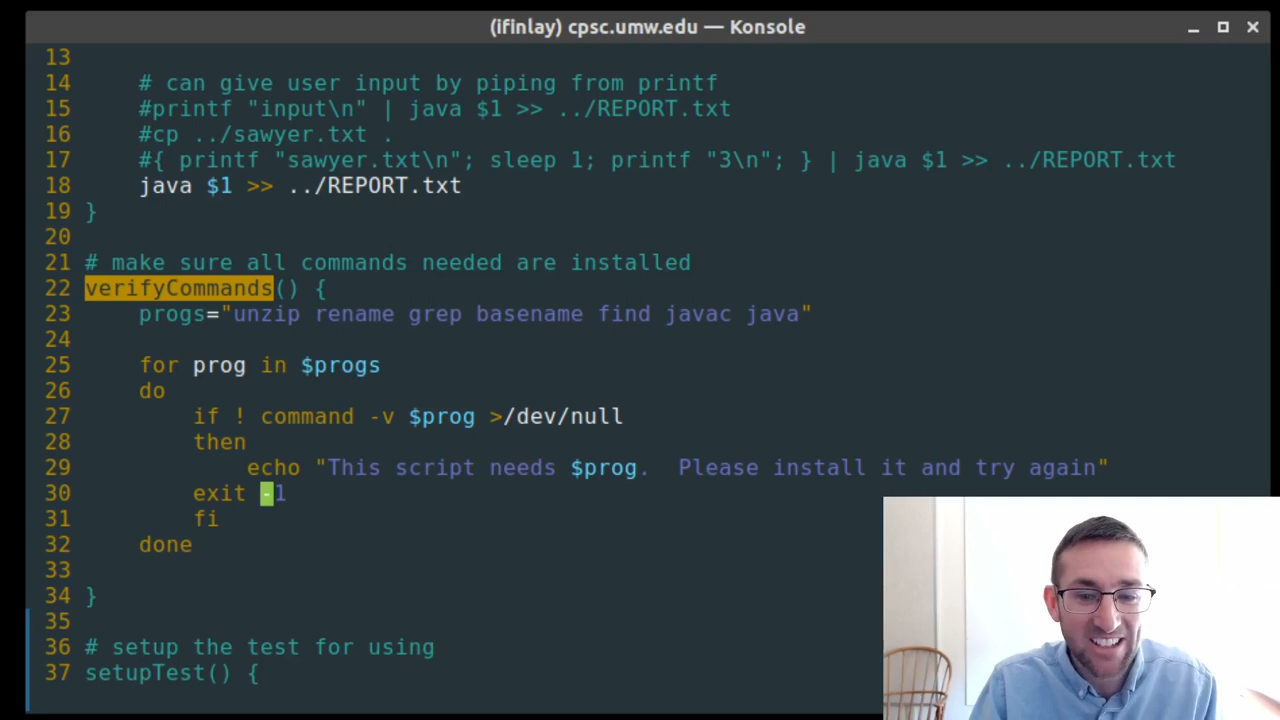 (ifinlay) cpsc.umw.edu — Konsole
13
14 # can give user input by piping from printf
15 #printf "input\n" | java $1 >> ../REPORT.txt
16 #cp ../sawyer.txt .
17 #{ printf "sawyer.txt\n"; sleep 1; printf "3\n"; } | java $1 >> ../REPORT.txt
18 java $1 >> ../REPORT.txt
19 }
20
21 # make sure all commands needed are installed
22 verifyCommands() {
23 progs="unzip rename grep basename find javac java"
24
25 for prog in $progs
26 do
27 if ! command -v $prog >/dev/null
28 then
29 echo "This script needs $prog.  Please install it and try again"
30 exit -1
31 fi
32 done
33
34 }
35
36 # setup the test for using
37 setupTest() {